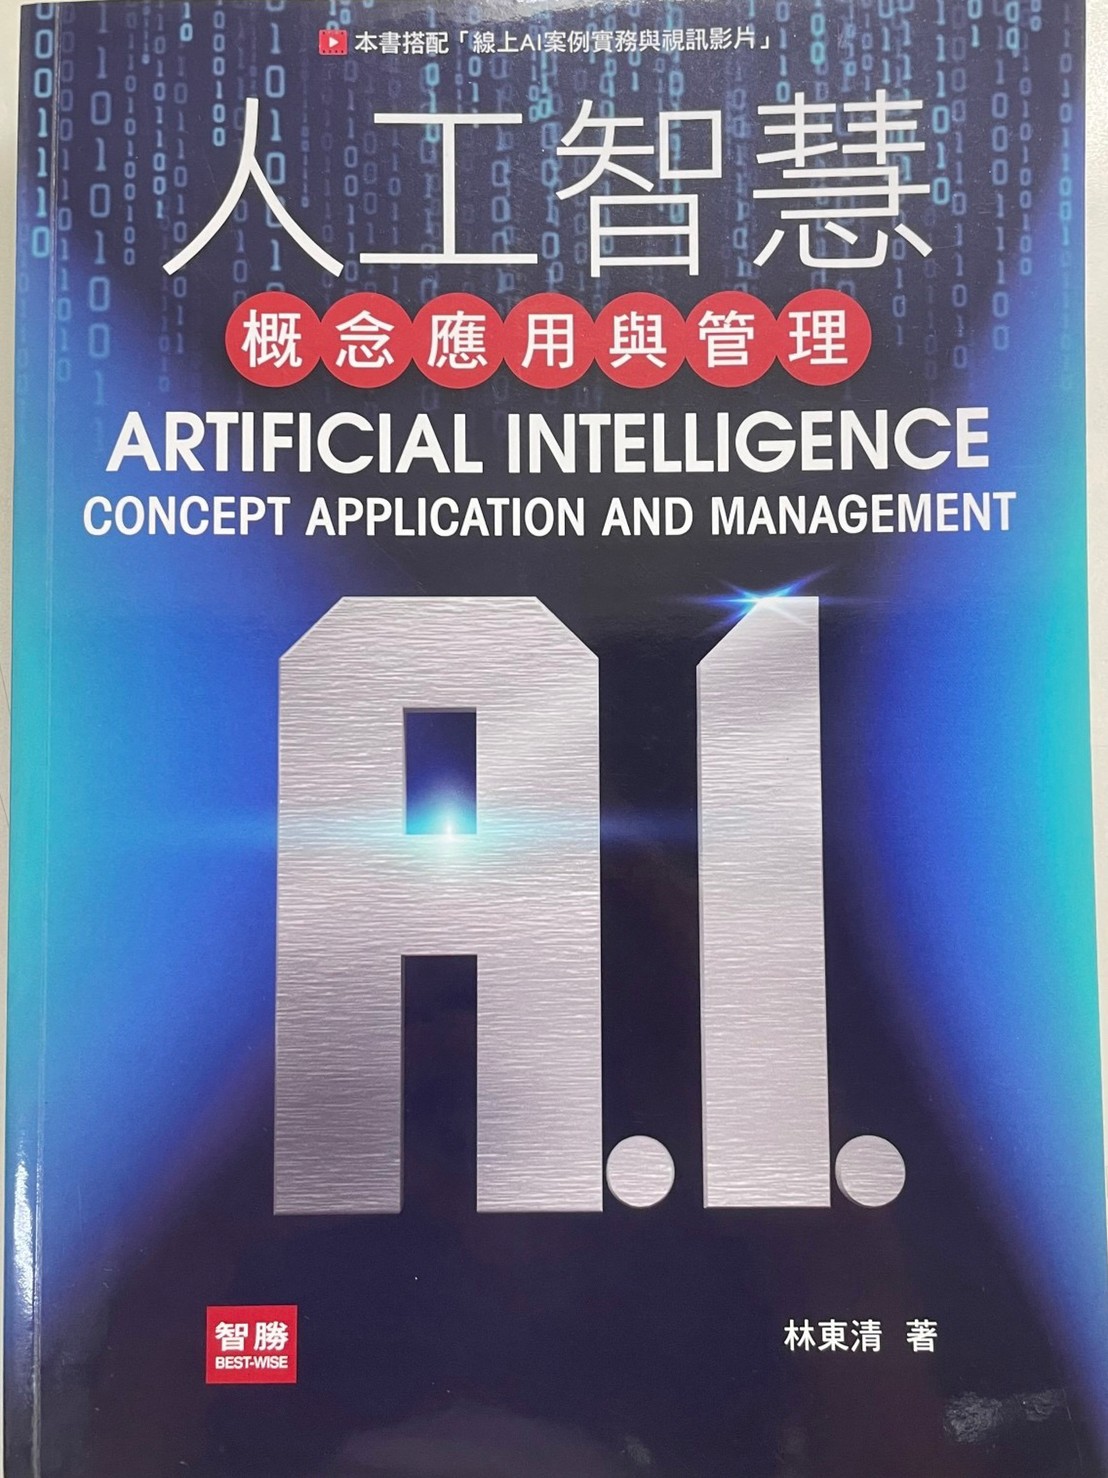 本書搭配「線上AI案例實務與視訊影片」
人工智慧
概念應用與管理
ARTIFICIAL INTELLIGENCE
CONCEPT APPLICATION AND MANAGEMENT
A.I.
智勝
BEST-WISE
林東清 著